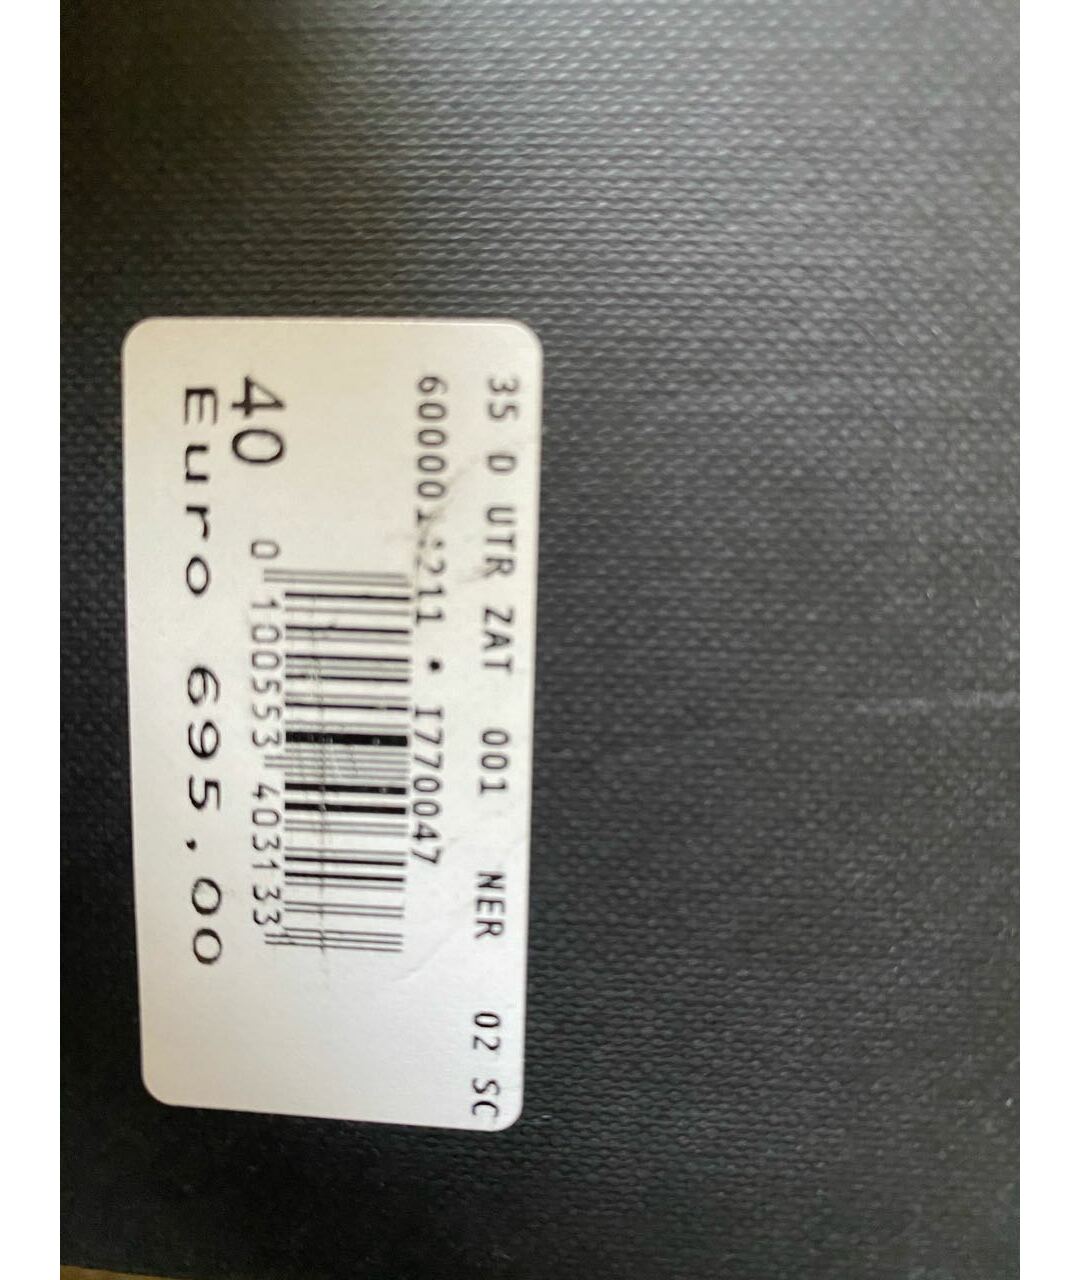 35 D UTR ZAT 001 NER 02 SC
• I770047
40
0 100553 403133
Euro 695,00